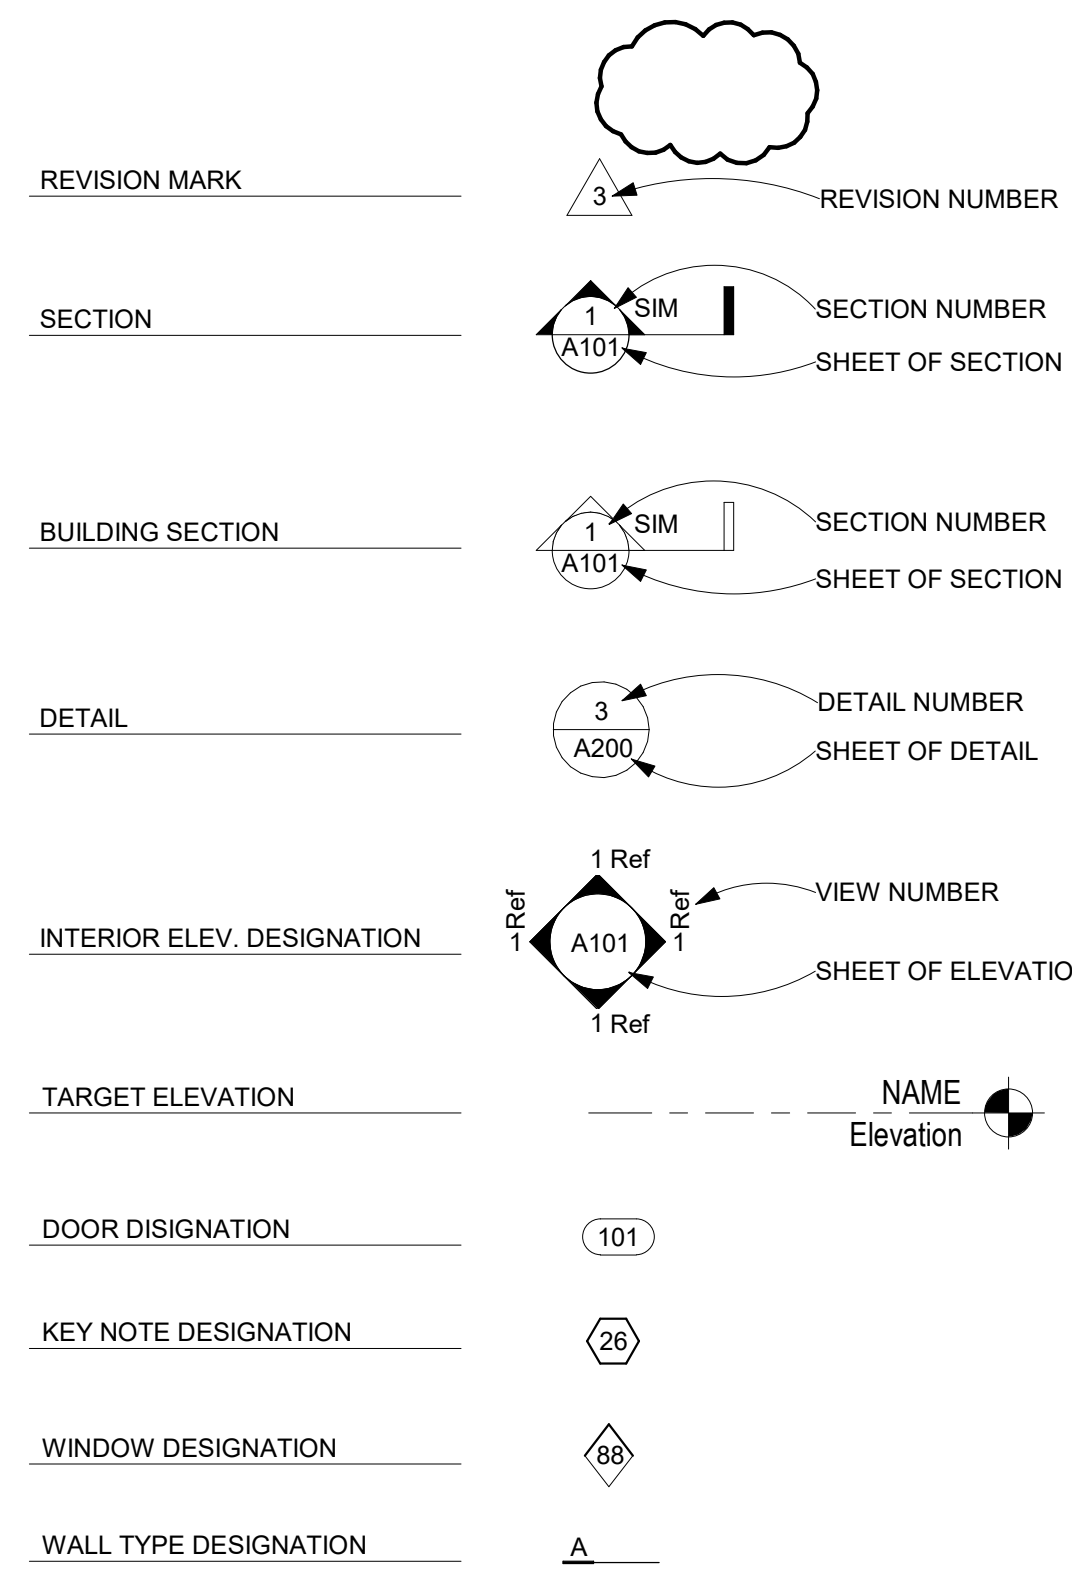 REVISION MARK
3
REVISION NUMBER
SECTION
1
SIM
A101
SECTION NUMBER
SHEET OF SECTION
BUILDING SECTION
1
SIM
A101
SECTION NUMBER
SHEET OF SECTION
DETAIL
3
A200
DETAIL NUMBER
SHEET OF DETAIL
INTERIOR ELEV. DESIGNATION
1 Ref
1 Ref
A101
1 Ref
1 Ref
VIEW NUMBER
SHEET OF ELEVATIO
TARGET ELEVATION
NAME
Elevation
DOOR DISIGNATION
101
KEY NOTE DESIGNATION
26
WINDOW DESIGNATION
88
WALL TYPE DESIGNATION
A